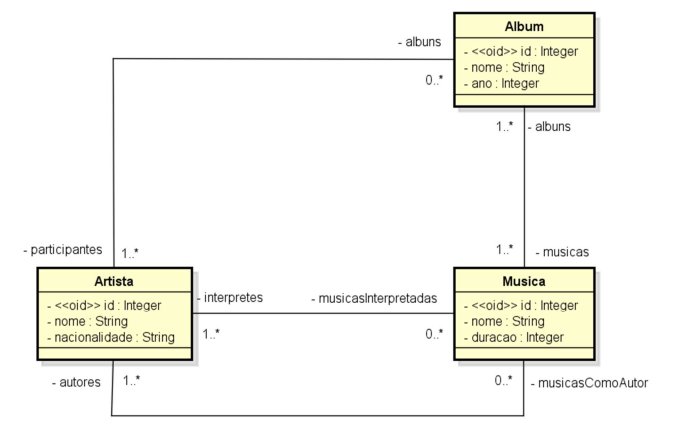 Album
- <<oid>> id : Integer
- nome : String
- ano : Integer
- albuns
0..*
1..*
- albuns
- participantes
1..*
1..*
- musicas
Artista
- <<oid>> id : Integer
- nome : String
- nacionalidade : String
- interpretes
- musicasInterpretadas
1..*
0..*
Musica
- <<oid>> id : Integer
- nome : String
- duracao : Integer
- autores
1..*
0..*
- musicasComoAutor